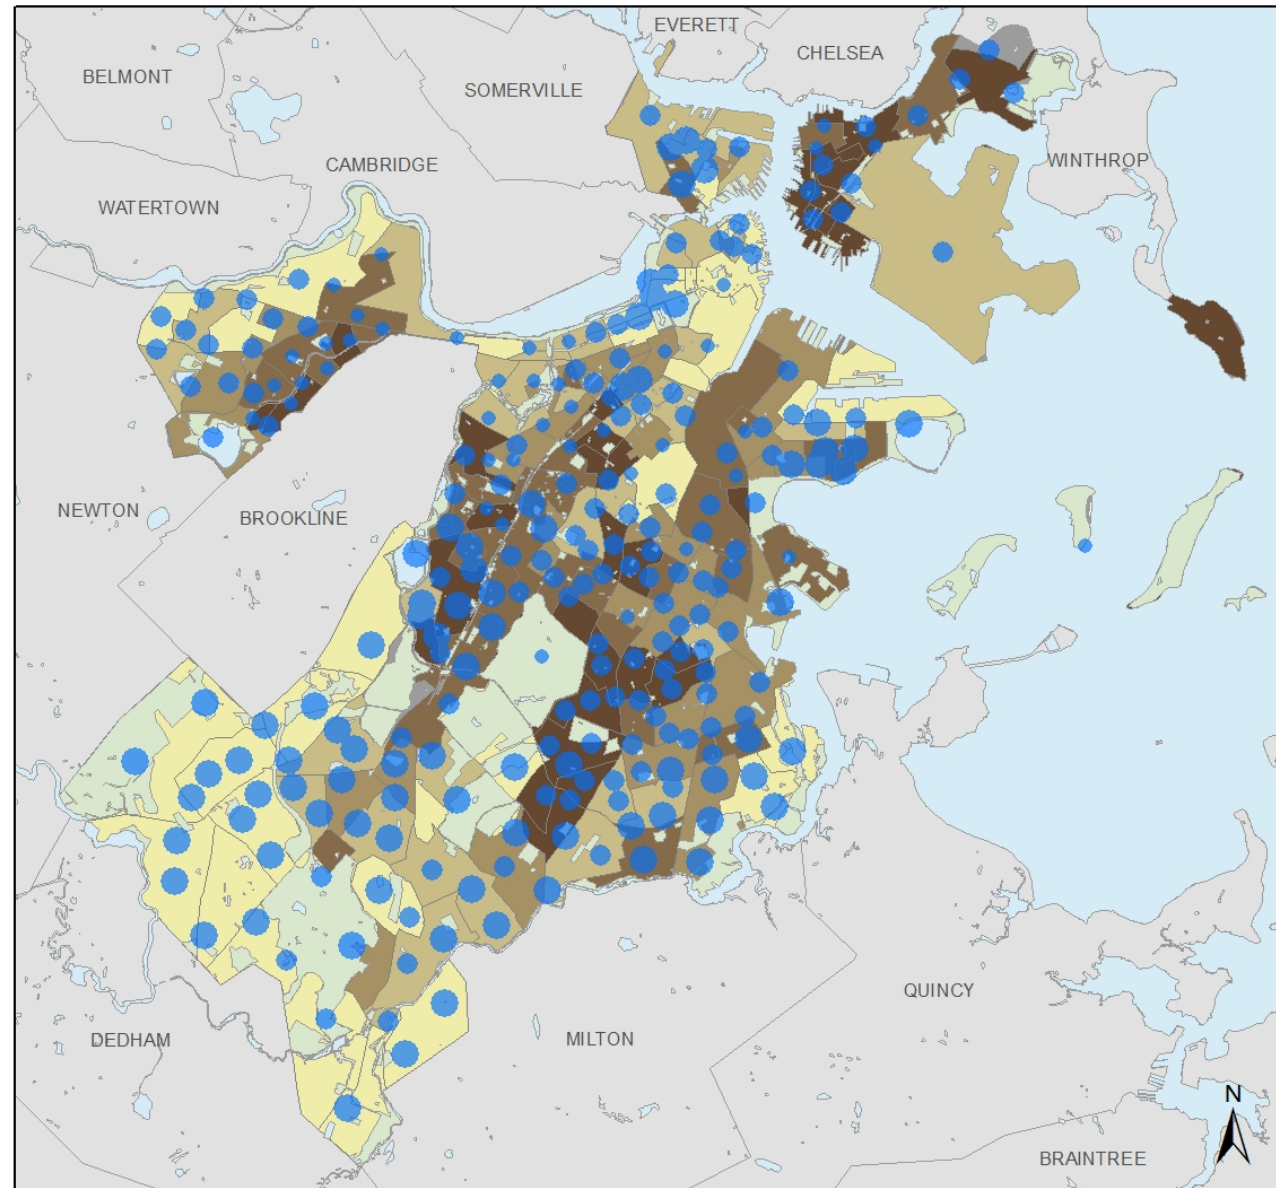 EVERETT
CHELSEA
BELMONT
SOMERVILLE
CAMBRIDGE
WINTHROP
WATERTOWN
NEWTON
BROOKLINE
QUINCY
DEDHAM
MILTON
N
BRAINTREE